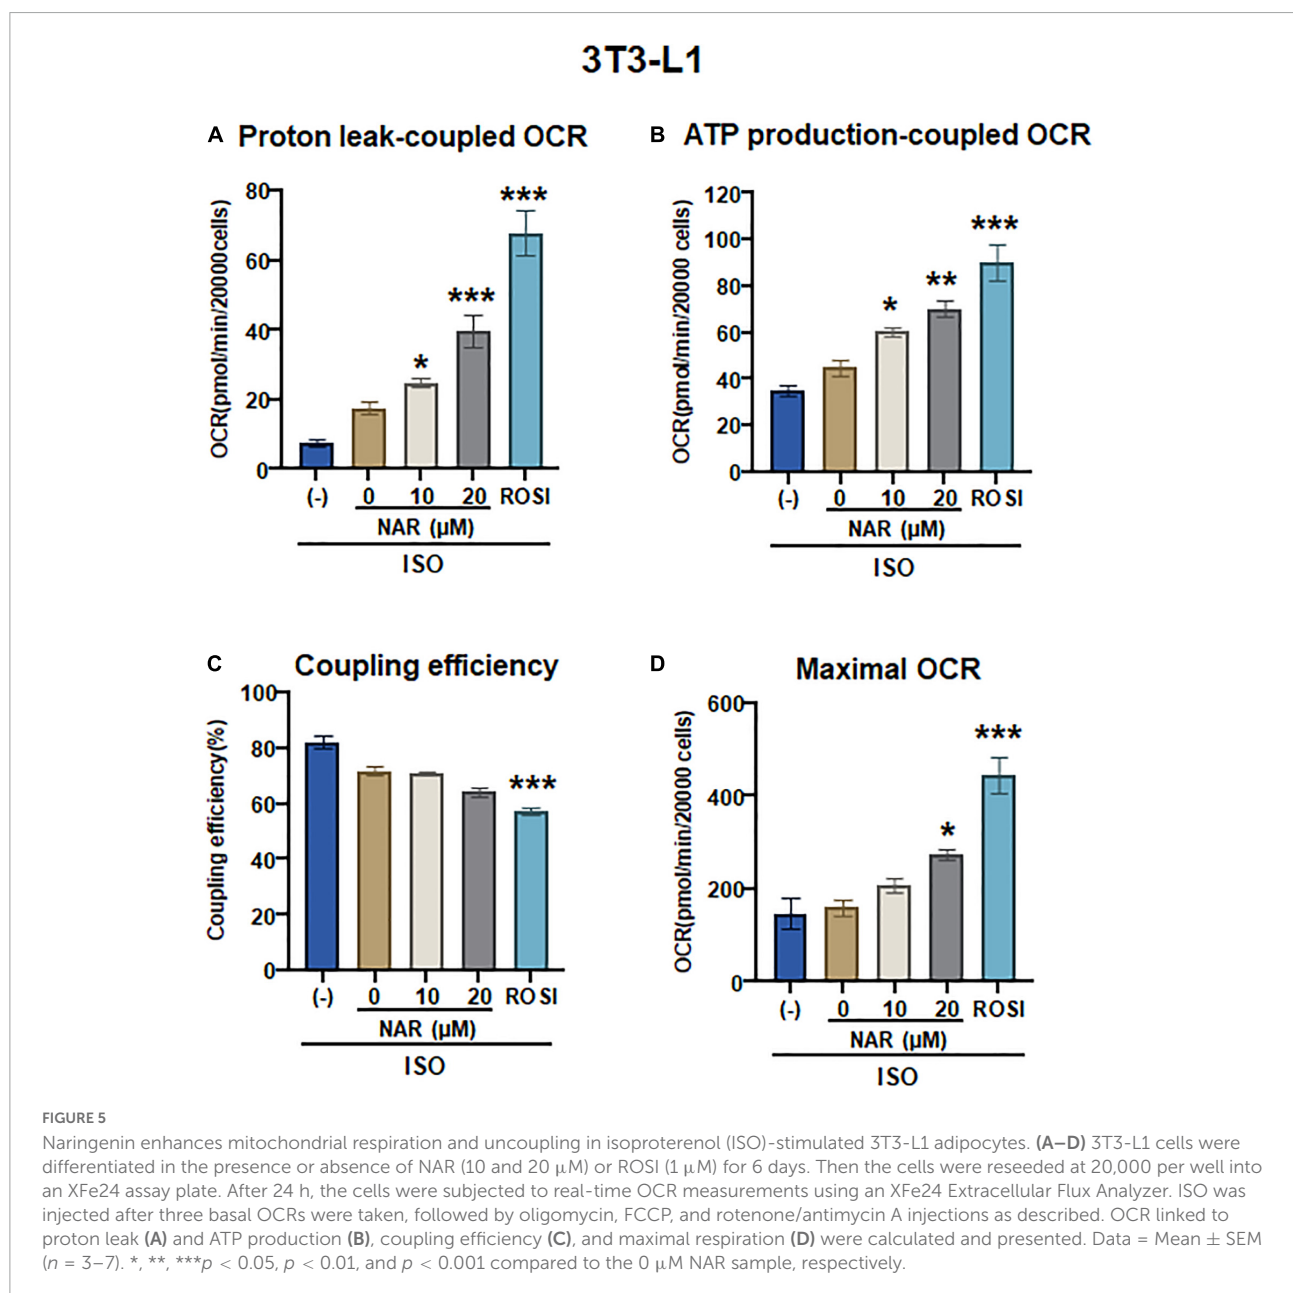 3T3-L1
A Proton leak-coupled OCR
OCR(pmol/min/20000cells)
80
60
40
20
0
*
***
***
(-) 0 10 20 ROSI
NAR (μM)
ISO
B ATP production-coupled OCR
OCR(pmol/min/20000 cells)
120
100
80
60
40
20
0
*
**
***
(-) 0 10 20 ROSI
NAR (μM)
ISO
C Coupling efficiency
Coupling efficiency(%)
100
80
60
40
20
0
***
(-) 0 10 20 ROSI
NAR (μM)
ISO
D Maximal OCR
OCR(pmol/min/20000 cells)
600
400
200
0
*
***
(-) 0 10 20 ROSI
NAR (μM)
ISO
FIGURE 5
Naringenin enhances mitochondrial respiration and uncoupling in isoproterenol (ISO)-stimulated 3T3-L1 adipocytes. (A–D) 3T3-L1 cells were
differentiated in the presence or absence of NAR (10 and 20 μM) or ROSI (1 μM) for 6 days. Then the cells were reseeded at 20,000 per well into
an XFe24 assay plate. After 24 h, the cells were subjected to real-time OCR measurements using an XFe24 Extracellular Flux Analyzer. ISO was
injected after three basal OCRs were taken, followed by oligomycin, FCCP, and rotenone/antimycin A injections as described. OCR linked to
proton leak (A) and ATP production (B), coupling efficiency (C), and maximal respiration (D) were calculated and presented. Data = Mean ± SEM
(n = 3–7). *, **, ***p < 0.05, p < 0.01, and p < 0.001 compared to the 0 μM NAR sample, respectively.